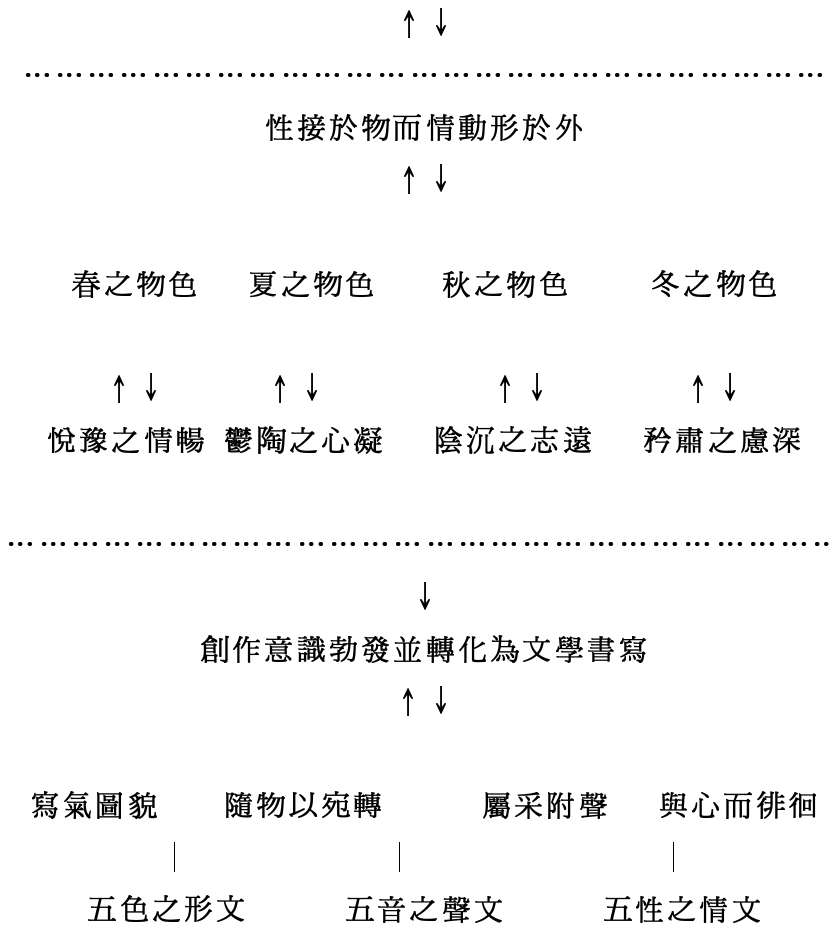 性接於物而情動形於外
春之物色 夏之物色 秋之物色 冬之物色
悅豫之情暢 鬱陶之心凝 陰沉之志遠 矜肅之慮深
創作意識勃發並轉化為文學書寫
寫氣圖貌 隨物以宛轉 屬采附聲 與心而徘徊
五色之形文 五音之聲文 五性之情文